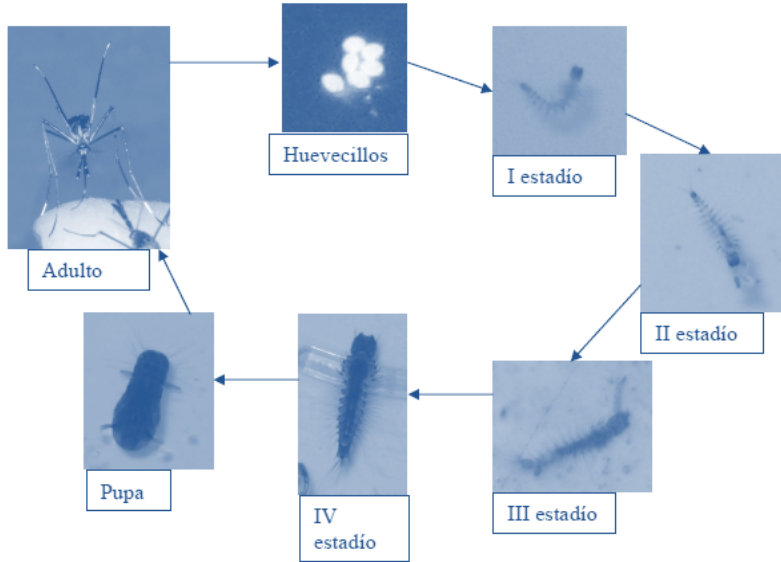 Adulto
Huevecillos
I estadío
II estadío
III estadío
IV
estadío
Pupa